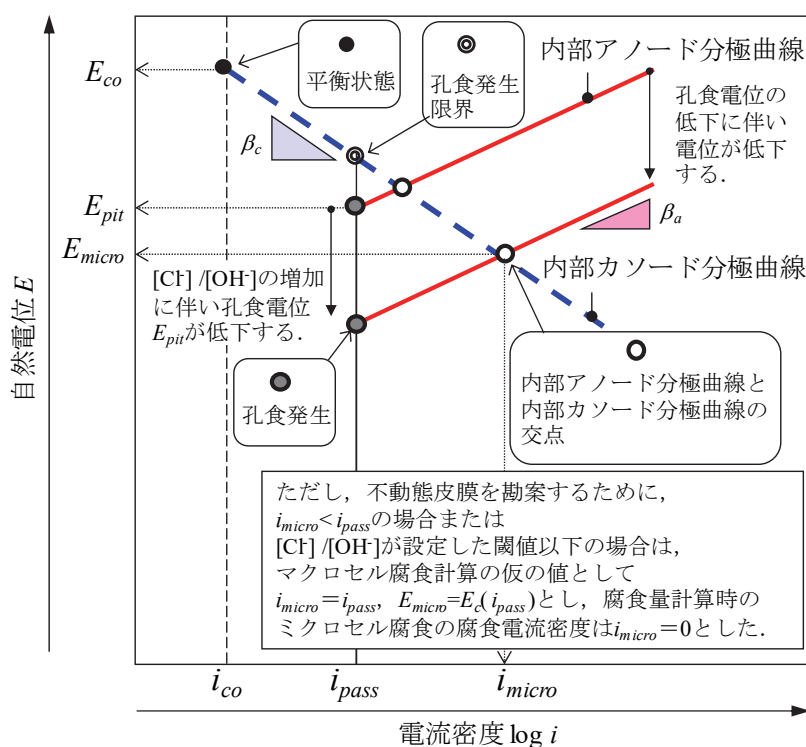 自然電位 E
E_co
平衡状態
孔食発生
限界
内部アノード分極曲線
孔食電位の
低下に伴い
電位が低下
する.
β_c
E_pit
β_a
E_micro
[Cl⁻] /[OH⁻]の増加
に伴い孔食電位
E_pitが低下する.
内部カソード分極曲線
孔食発生
内部アノード分極曲線と
内部カソード分極曲線の
交点
ただし，不動態皮膜を勘案するために，
i_micro< i_passの場合または
[Cl⁻] /[OH⁻]が設定した閾値以下の場合は，
マクロセル腐食計算の仮の値として
i_micro＝i_pass，E_micro=E_c( i_pass)とし，腐食量計算時の
ミクロセル腐食の腐食電流密度はi_micro＝0とした．
i_co
i_pass
i_micro
電流密度 log i